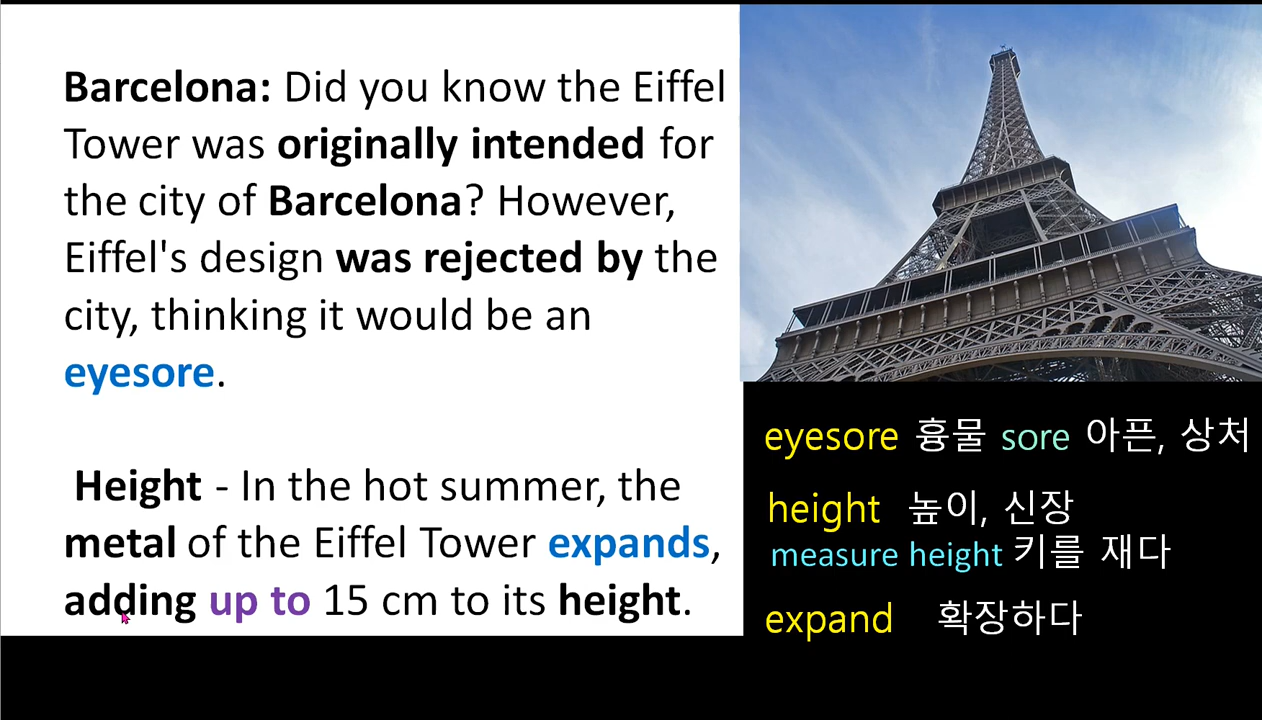 Barcelona: Did you know the Eiffel
Tower was originally intended for
the city of Barcelona? However,
Eiffel's design was rejected by the
city, thinking it would be an
eyesore.
Height - In the hot summer, the
metal of the Eiffel Tower expands,
adding up to 15 cm to its height.
eyesore 흉물 sore 아픈, 상처
height 높이, 신장
measure height 키를 재다
expand 확장하다